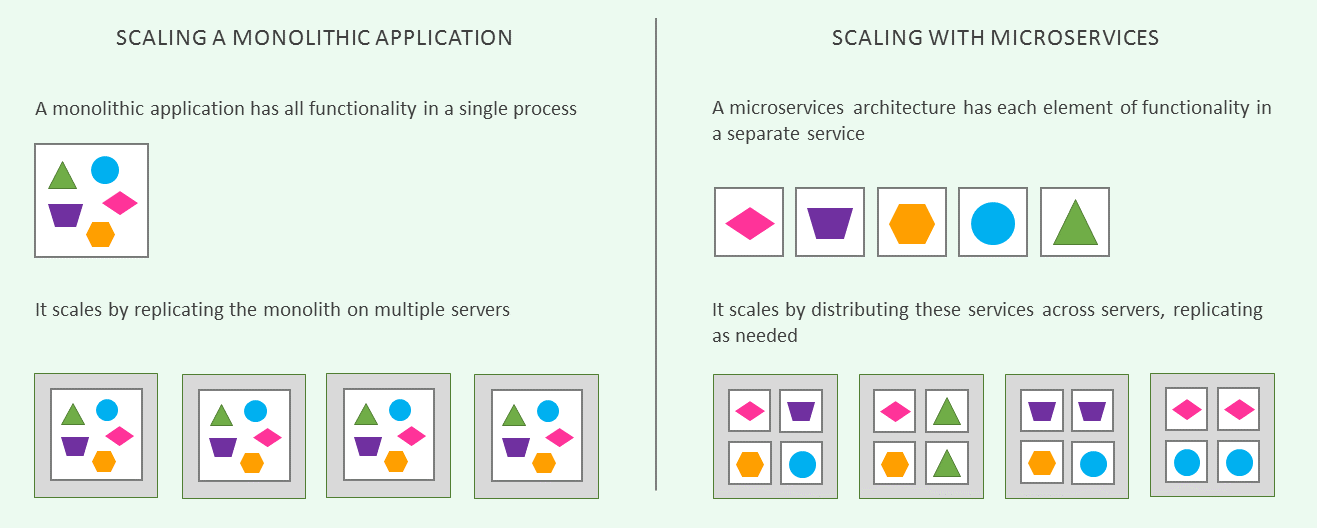 SCALING A MONOLITHIC APPLICATION
A monolithic application has all functionality in a single process
It scales by replicating the monolith on multiple servers
SCALING WITH MICROSERVICES
A microservices architecture has each element of functionality in
a separate service
It scales by distributing these services across servers, replicating
as needed